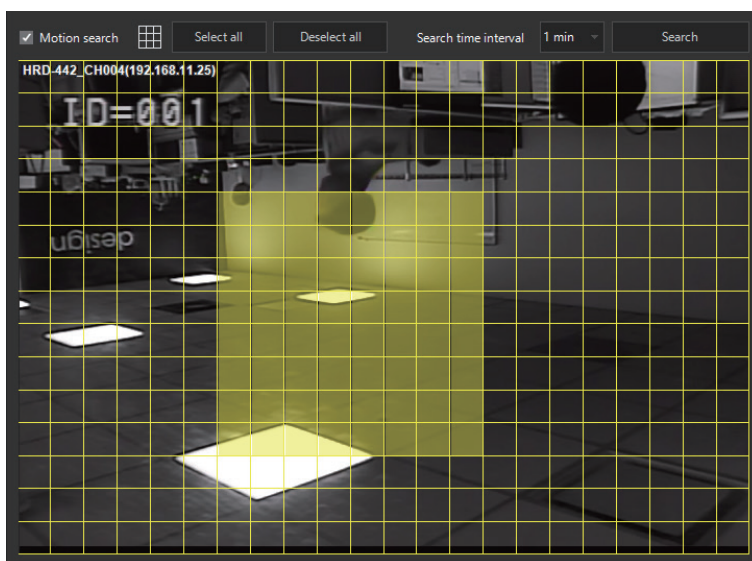 Motion search Select all Deselect all Search time interval 1 min Search
HRD-442_CH004(192.168.11.25)
ID=001
design